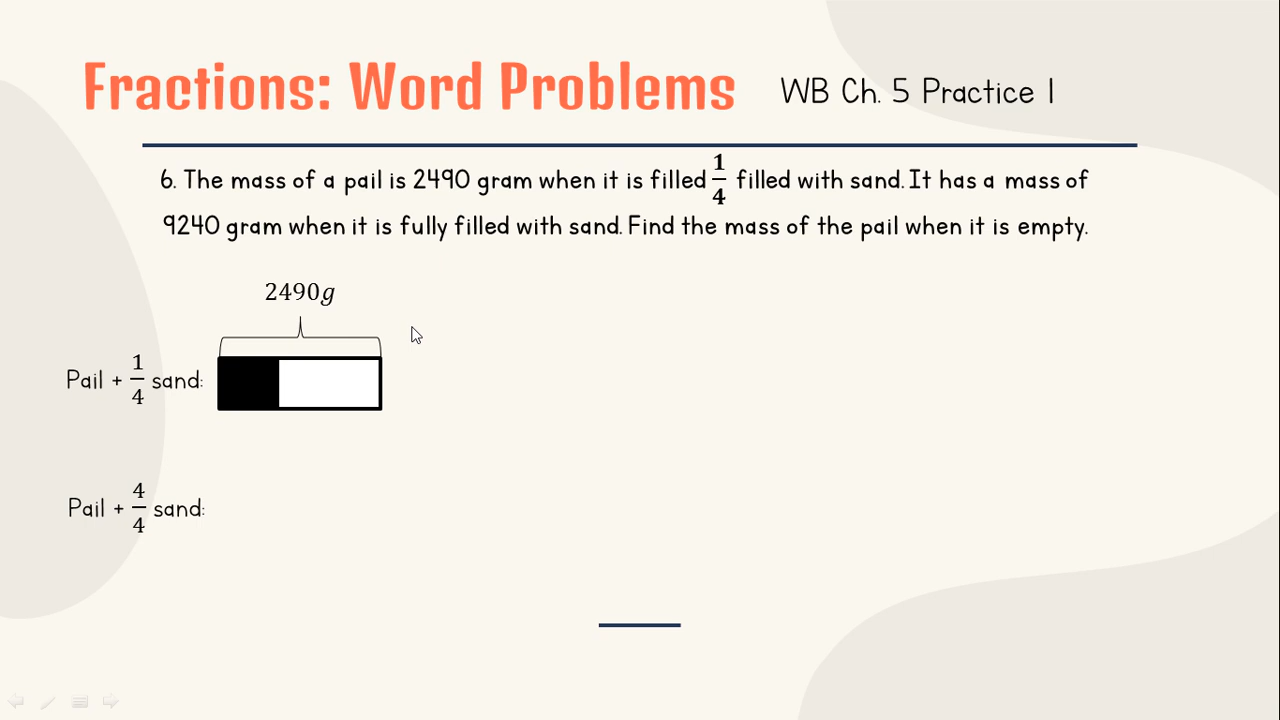 Fractions: Word Problems WB Ch. 5 Practice 1
6. The mass of a pail is 2490 gram when it is filled 1/4 filled with sand. It has a mass of
9240 gram when it is fully filled with sand. Find the mass of the pail when it is empty.
2490g
Pail + 1/4 sand:
Pail + 4/4 sand: